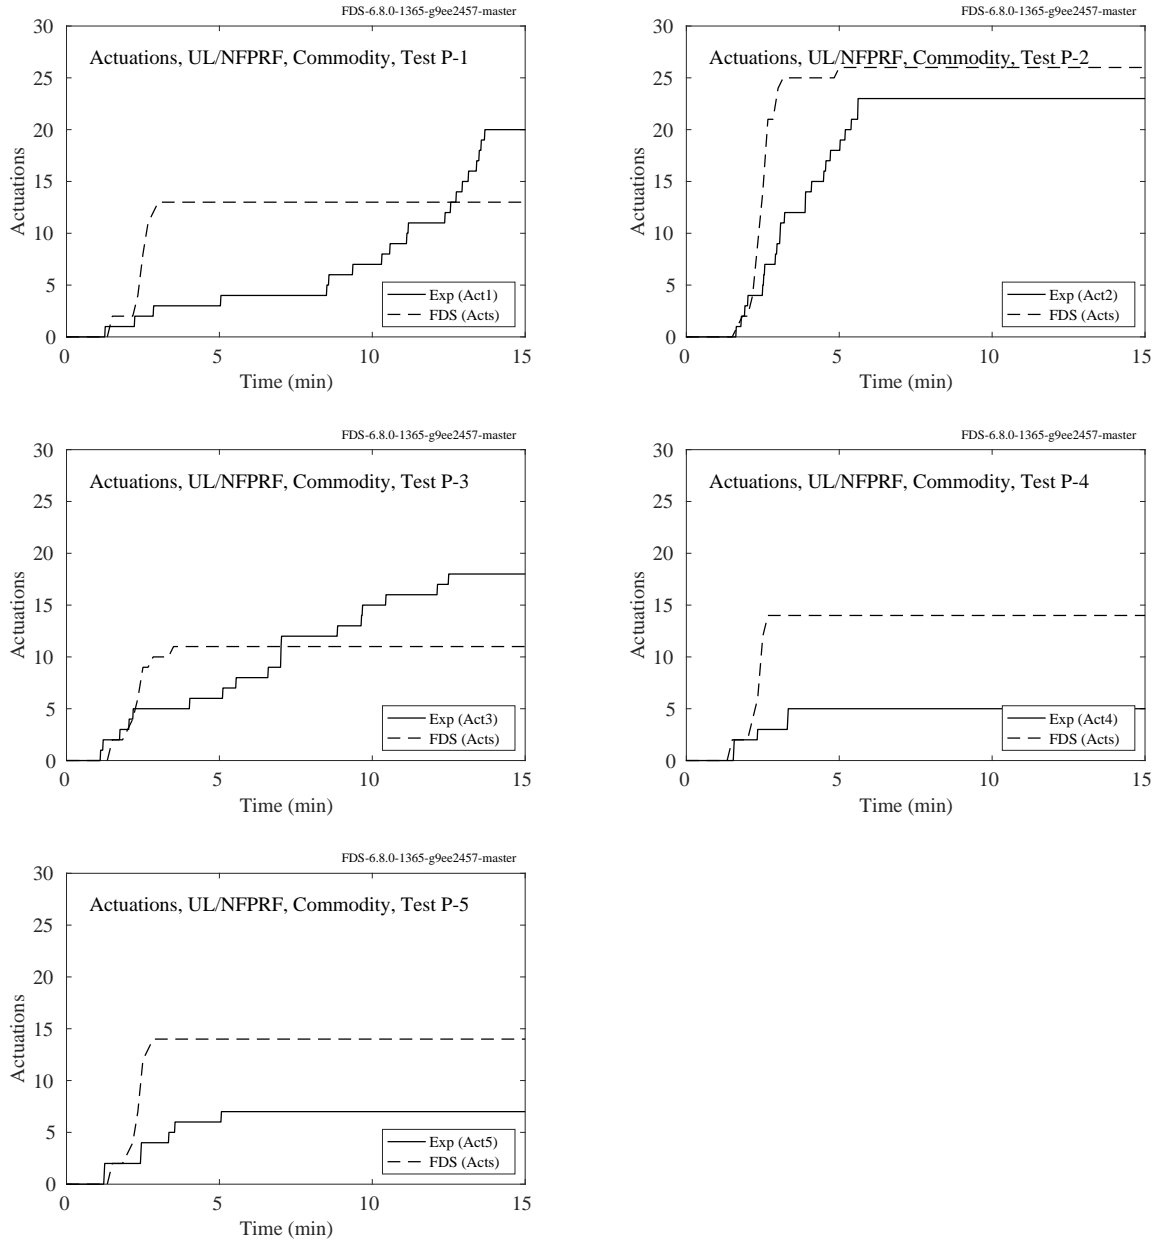 FDS-6.8.0-1365-g9ee2457-master
Actuations, UL/NFPRF, Commodity, Test P-1
30
25
20
15
10
5
0
Actuations
Exp (Act1)
FDS (Acts)
0 5 10 15
Time (min)
FDS-6.8.0-1365-g9ee2457-master
Actuations, UL/NFPRF, Commodity, Test P-2
30
25
20
15
10
5
0
Actuations
Exp (Act2)
FDS (Acts)
0 5 10 15
Time (min)
FDS-6.8.0-1365-g9ee2457-master
Actuations, UL/NFPRF, Commodity, Test P-3
30
25
20
15
10
5
0
Actuations
Exp (Act3)
FDS (Acts)
0 5 10 15
Time (min)
FDS-6.8.0-1365-g9ee2457-master
Actuations, UL/NFPRF, Commodity, Test P-4
30
25
20
15
10
5
0
Actuations
Exp (Act4)
FDS (Acts)
0 5 10 15
Time (min)
FDS-6.8.0-1365-g9ee2457-master
Actuations, UL/NFPRF, Commodity, Test P-5
30
25
20
15
10
5
0
Actuations
Exp (Act5)
FDS (Acts)
0 5 10 15
Time (min)